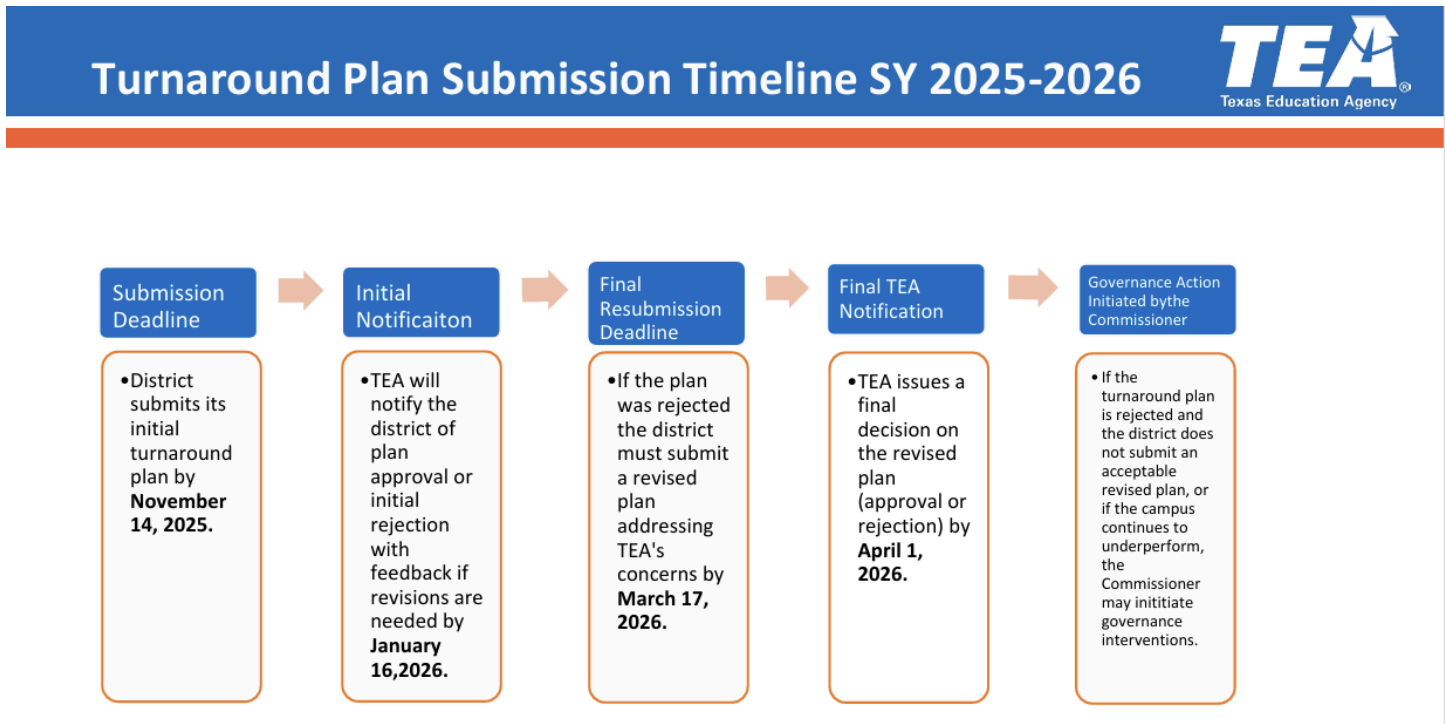 Turnaround Plan Submission Timeline SY 2025-2026
TEA®
Texas Education Agency
Submission
Deadline
•District
submits its
initial
turnaround
plan by
November
14, 2025.
Initial
Notificaiton
•TEA will
notify the
district of
plan
approval or
initial
rejection
with
feedback if
revisions are
needed by
January
16,2026.
Final
Resubmission
Deadline
•If the plan
was rejected
the district
must submit
a revised
plan
addressing
TEA's
concerns by
March 17,
2026.
Final TEA
Notification
•TEA issues a
final
decision on
the revised
plan
(approval or
rejection) by
April 1,
2026.
Governance Action
Initiated bythe
Commissioner
• If the
turnaround plan
is rejected and
the district does
not submit an
acceptable
revised plan, or
if the campus
continues to
underperform,
the
Commissioner
may inititiate
governance
interventions.